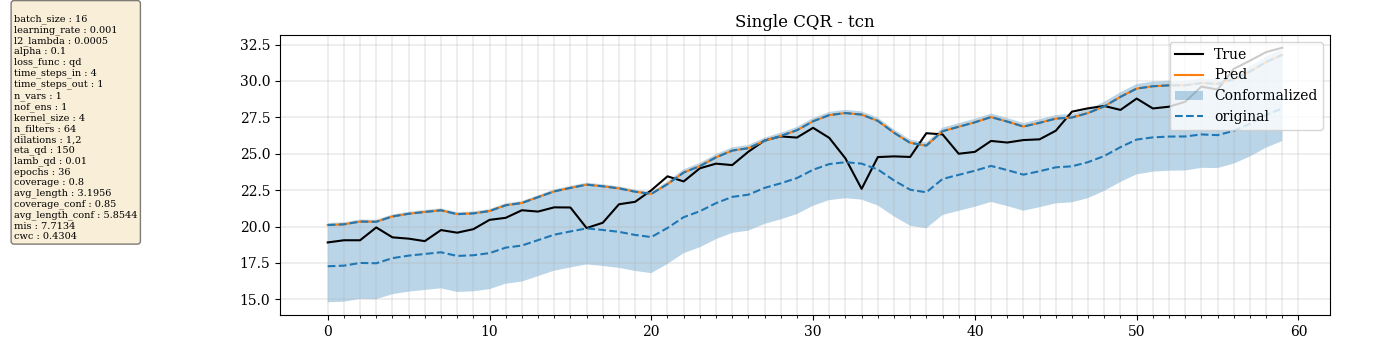 batch_size : 16
learning_rate : 0.001
l2_lambda : 0.0005
alpha : 0.1
loss_func : qd
time_steps_in : 4
time_steps_out : 1
n_vars : 1
nof_ens : 1
kernel_size : 4
n_filters : 64
dilations : 1,2
eta_qd : 150
lamb_qd : 0.01
epochs : 36
coverage : 0.8
avg_length : 3.1956
coverage_conf : 0.85
avg_length_conf : 5.8544
mis : 7.7134
cwc : 0.4304
Single CQR - tcn
32.5
30.0
27.5
25.0
22.5
20.0
17.5
15.0
0 10 20 30 40 50 60
True
Pred
Conformalized
original